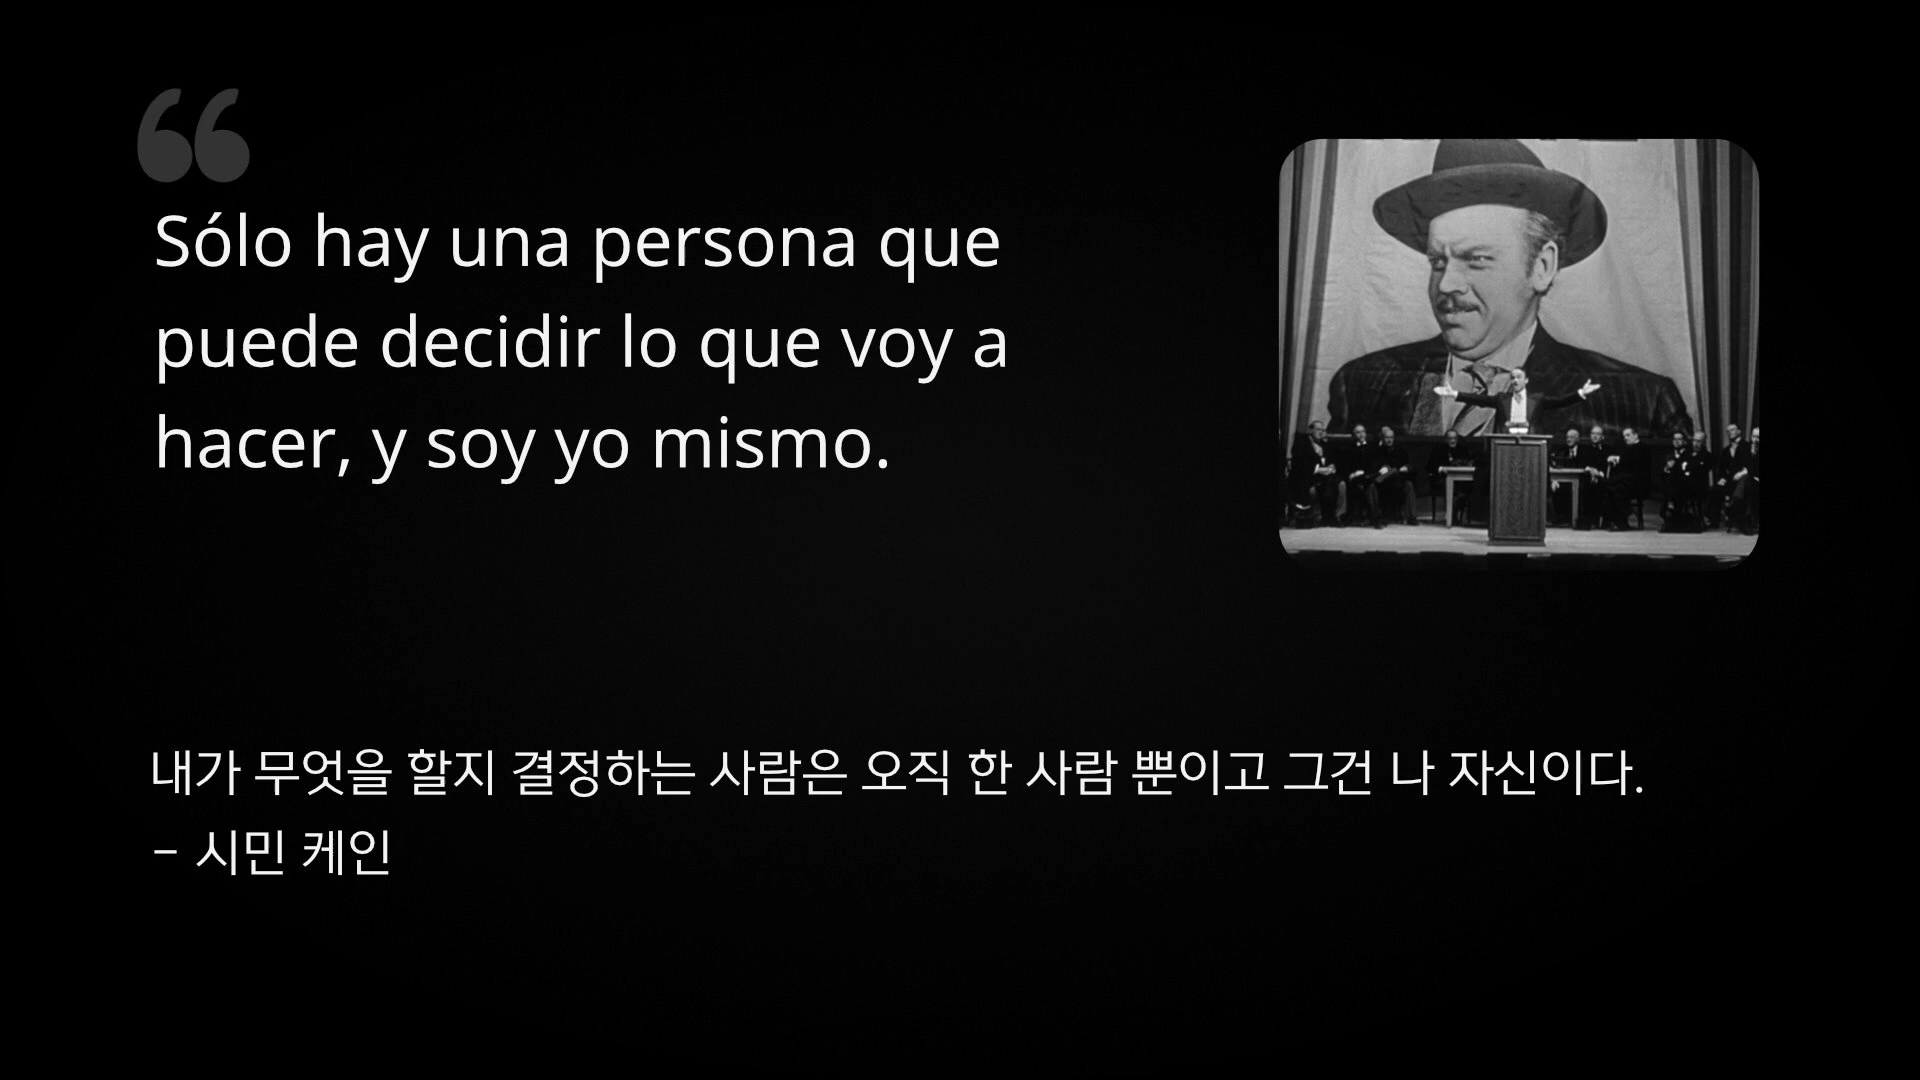 Sólo hay una persona que
puede decidir lo que voy a
hacer, y soy yo mismo.
내가 무엇을 할지 결정하는 사람은 오직 한 사람 뿐이고 그건 나 자신이다.
– 시민 케인